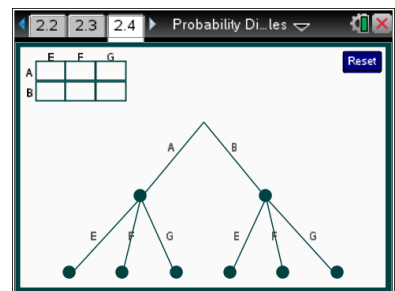 2.2 2.3 2.4 Probability Di...les
Reset
E F G
A
B
A B
E F G E F G